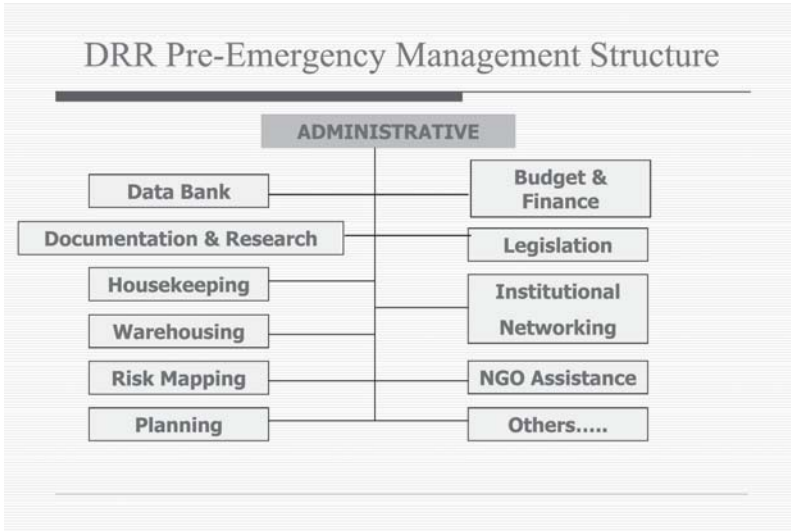 DRR Pre-Emergency Management Structure
ADMINISTRATIVE
Data Bank
Documentation & Research
Housekeeping
Warehousing
Risk Mapping
Planning
Budget &
Finance
Legislation
Institutional
Networking
NGO Assistance
Others.....